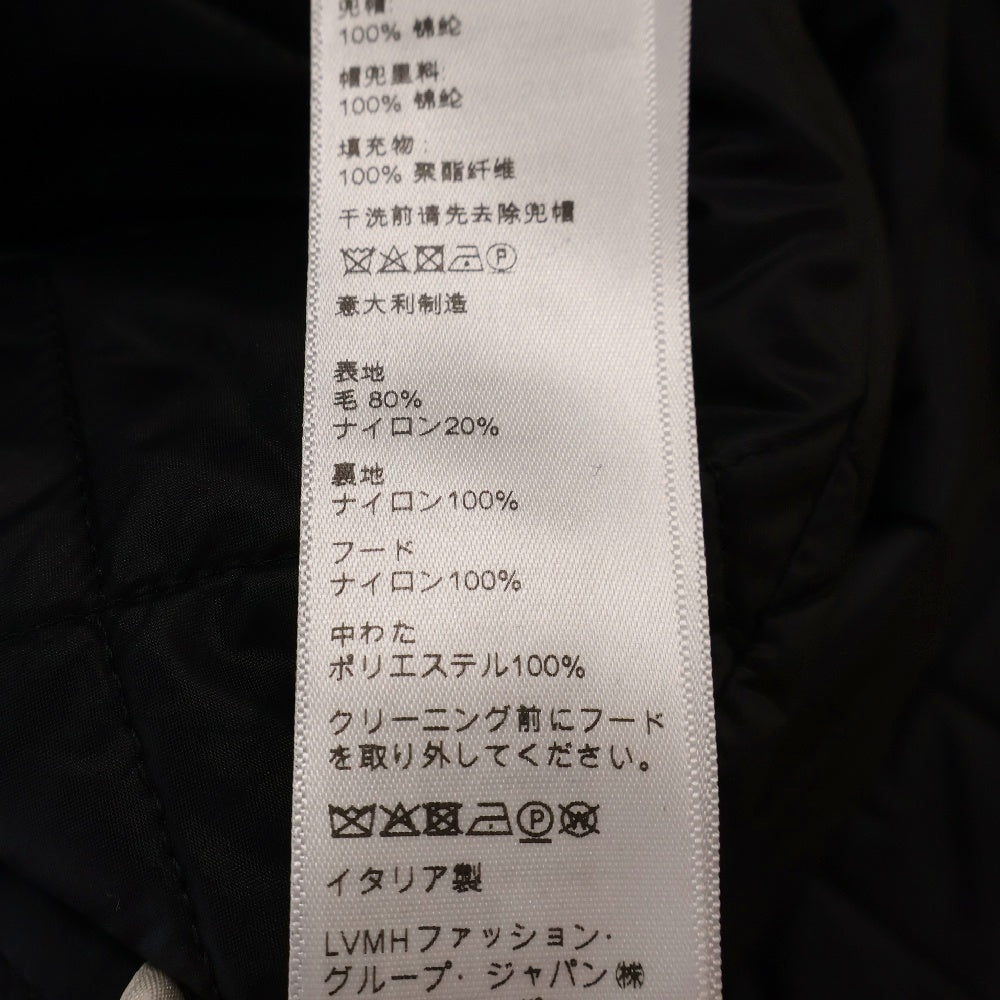 兜帽:
100% 锦纶
帽兜里料:
100% 锦纶
填充物:
100% 聚酯纤维
干洗前请先去除兜帽
P
意大利制造
表地
毛 80%
ナイロン20%
裏地
ナイロン100%
フード
ナイロン100%
中わた
ポリエステル100%
クリーニング前にフード
を取り外してください。
P W
イタリア製
LVMHファッション·
グループ· ジャパン㈱